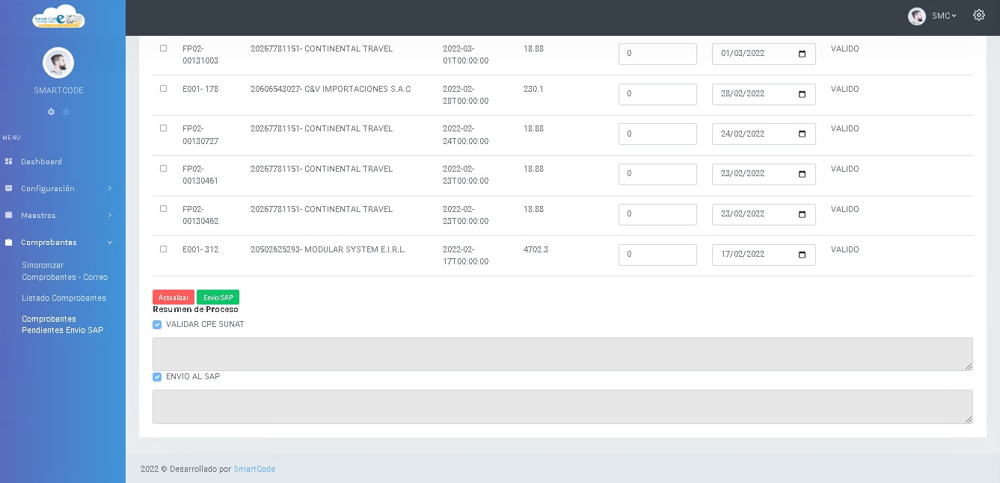 Smart Code
SMC
SMARTCODE
MENU
Dashboard
Configuración
Maestros
Comprobantes
Sincronizar
Comprobantes - Correo
Listado Comprobantes
Comprobantes
Pendientes Envio SAP
FP02- 20267781151- CONTINENTAL TRAVEL 2022-03- 18.88 0 01/03/2022 VALIDO
00131003 01T00:00:00
E001- 178 20606543027- C&V IMPORTACIONES S.A.C 2022-02- 230.1 0 28/02/2022 VALIDO
28T00:00:00
FP02- 20267781151- CONTINENTAL TRAVEL 2022-02- 18.88 0 24/02/2022 VALIDO
00130727 24T00:00:00
FP02- 20267781151- CONTINENTAL TRAVEL 2022-02- 18.88 0 23/02/2022 VALIDO
00130461 23T00:00:00
FP02- 20267781151- CONTINENTAL TRAVEL 2022-02- 18.88 0 23/02/2022 VALIDO
00130462 23T00:00:00
E001- 312 20502625293- MODULAR SYSTEM E.I.R.L. 2022-02- 4702.3 0 17/02/2022 VALIDO
17T00:00:00
Actualizar Envio SAP
Resumen de Proceso
VALIDAR CPE SUNAT
ENVIO AL SAP
2022 © Desarrollado por SmartCode